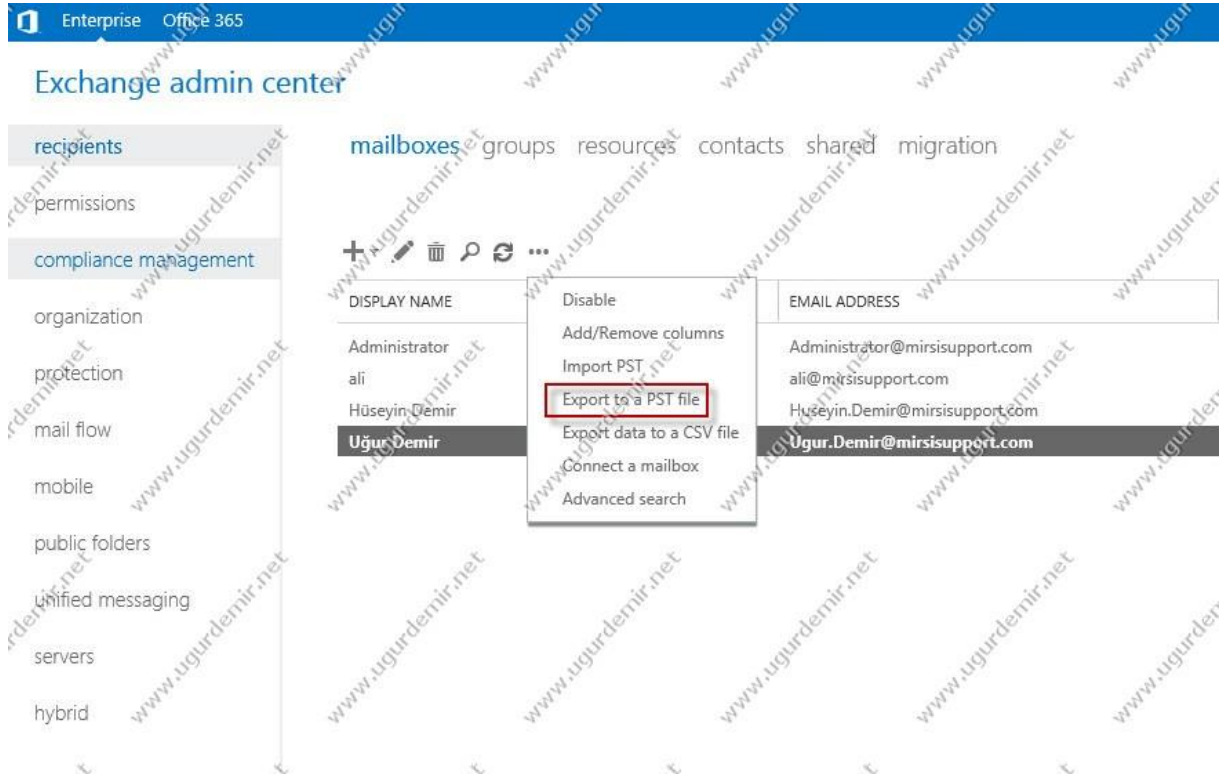 Enterprise Office 365
Exchange admin center
recipients
permissions
compliance management
organization
protection
mail flow
mobile
public folders
unified messaging
servers
hybrid
mailboxes groups resources contacts shared migration
DISPLAY NAME EMAIL ADDRESS
Administrator Administrator@mirsisupport.com
ali ali@mirsisupport.com
Hüseyin Demir Huseyin.Demir@mirsisupport.com
Uğur Demir Ugur.Demir@mirsisupport.com
Disable
Add/Remove columns
Import PST
Export to a PST file
Export data to a CSV file
Connect a mailbox
Advanced search
www.ugurdemir.net